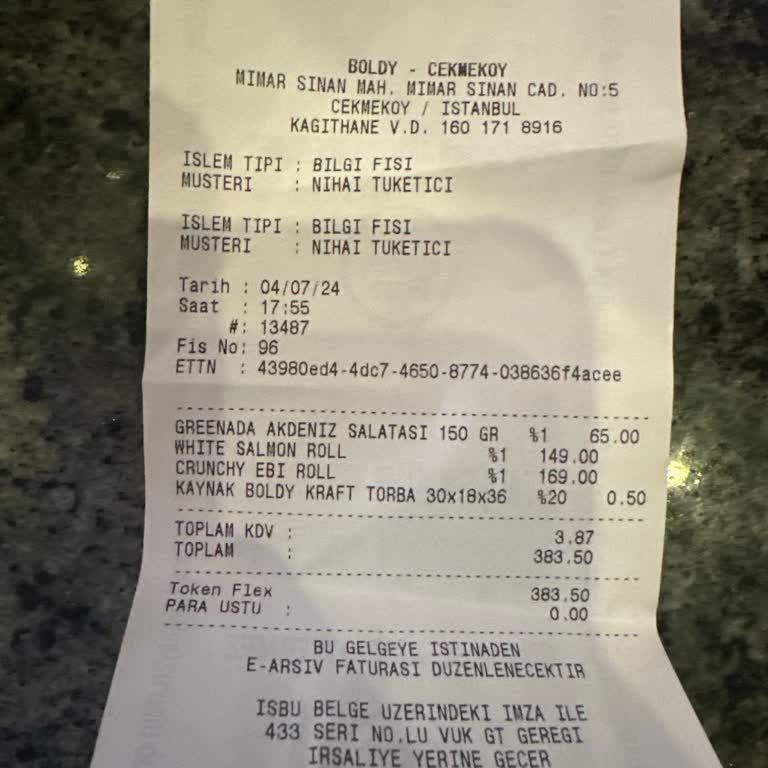 BOLDY - CEKMEKOY
MIMAR SINAN MAH. MIMAR SINAN CAD. NO:5
CEKMEKOY / ISTANBUL
KAGITHANE V.D. 160 171 8916
ISLEM TIPI : BILGI FISI
MUSTERI : NIHAI TUKETICI
ISLEM TIPI : BILGI FISI
MUSTERI : NIHAI TUKETICI
Tarih : 04/07/24
Saat : 17:55
#: 13487
Fis No: 96
ETTN : 43980ed4-4dc7-4650-8774-038636f4acee
GREENADA AKDENIZ SALATASI 150 GR %1 65.00
WHITE SALMON ROLL %1 149.00
CRUNCHY EBI ROLL %1 169.00
KAYNAK BOLDY KRAFT TORBA 30x18x36 %20 0.50
TOPLAM KDV : 3.87
TOPLAM : 383.50
Token Flex 383.50
PARA USTU : 0.00
BU GELGEYE ISTINADEN
E-ARSIV FATURASI DUZENLENECEKTIR
ISBU BELGE UZERINDEKI IMZA ILE
433 SERI NO.LU VUK GT GEREGI
IRSALIYE YERINE GECER